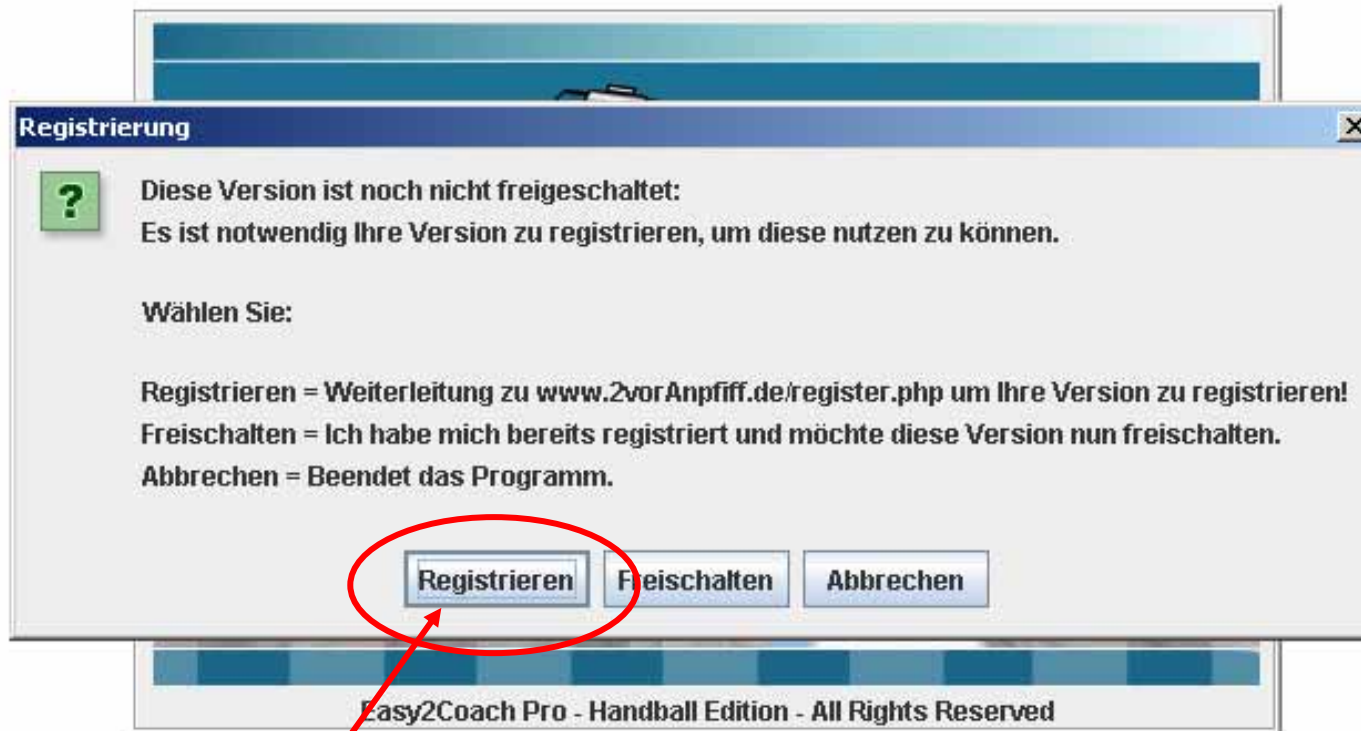 Registrierung
Diese Version ist noch nicht freigeschaltet:
Es ist notwendig Ihre Version zu registrieren, um diese nutzen zu können.
Wählen Sie:
Registrieren = Weiterleitung zu www.2vorAnpfiff.de/register.php um Ihre Version zu registrieren!
Freischalten = Ich habe mich bereits registriert und möchte diese Version nun freischalten.
Abbrechen = Beendet das Programm.
Registrieren Freischalten Abbrechen
Easy2Coach Pro - Handball Edition - All Rights Reserved